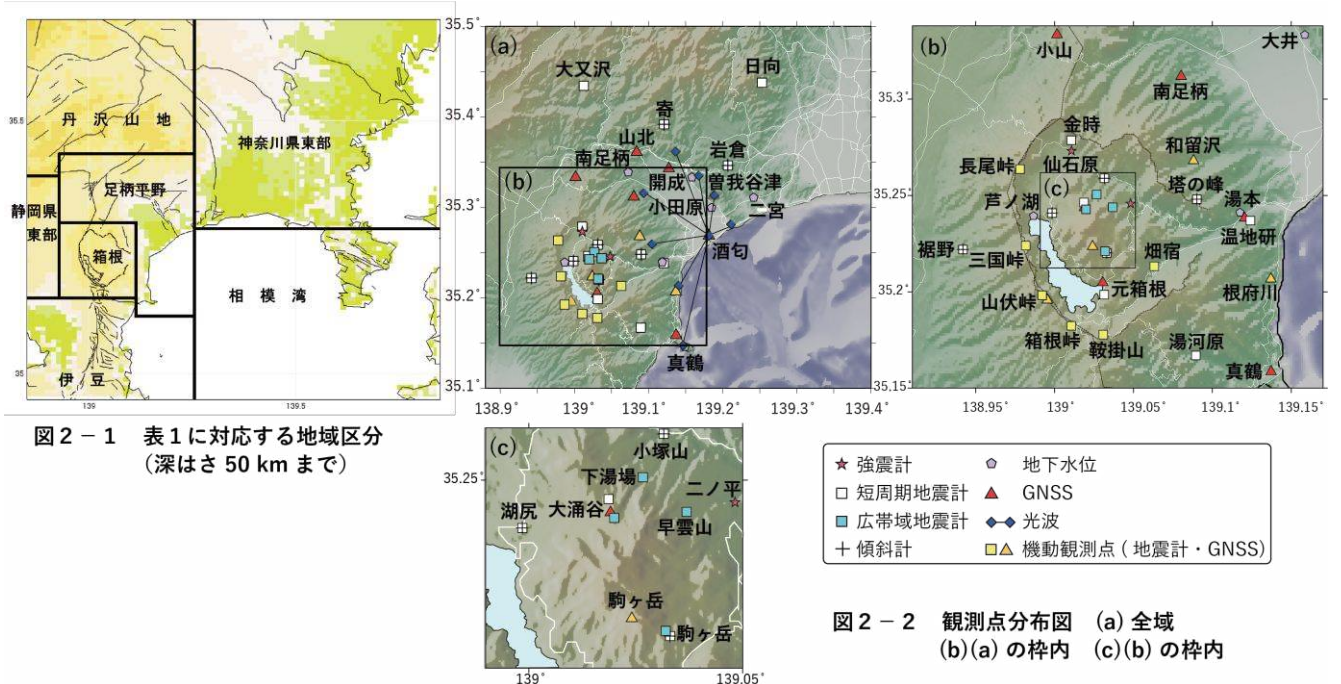 丹沢山地
神奈川県東部
足柄平野
静岡県
東部
箱根
相模湾
伊豆
35.5
35
139
139.5
図2－1 表1に対応する地域区分
(深はさ 50 km まで)
(a)
大又沢
日向
寄
山北
岩倉
南足柄
(b)
開成
曽我谷津
小田原
二宮
酒匂
真鶴
35.5°
35.4°
35.3°
35.2°
35.1°
138.9°
139°
139.1°
139.2°
139.3°
139.4°
(b)
小山
大井
南足柄
金時
和留沢
仙石原
長尾峠
(c)
塔の峰
芦ノ湖
湯本
温地研
裾野
三国峠
畑宿
元箱根
山伏峠
根府川
箱根峠
鞍掛山
湯河原
真鶴
35.3°
35.25°
35.2°
35.15°
138.95°
139°
139.05°
139.1°
139.15°
(c)
小塚山
下湯場
二ノ平
大涌谷
湖尻
早雲山
駒ヶ岳
駒ヶ岳
35.25°
139°
139.05°
強震計
地下水位
短周期地震計
GNSS
広帯域地震計
光波
傾斜計
機動観測点 ( 地震計・GNSS)
図2－2 観測点分布図 (a) 全域
(b)(a) の枠内 (c)(b) の枠内